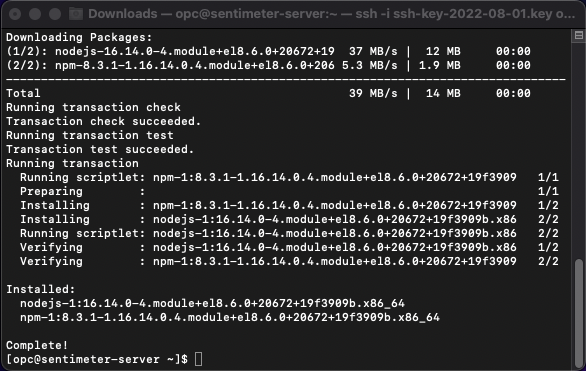 Downloads — opc@sentimeter-server:~ — ssh -i ssh-key-2022-08-01.key o...
Downloading Packages:
(1/2): nodejs-16.14.0-4.module+el8.6.0+20672+19  37 MB/s |  12 MB     00:00
(2/2): npm-8.3.1-1.16.14.0.4.module+el8.6.0+206 5.3 MB/s | 1.9 MB     00:00
--------------------------------------------------------------------------------
Total                                            39 MB/s |  14 MB     00:00
Running transaction check
Transaction check succeeded.
Running transaction test
Transaction test succeeded.
Running transaction
  Running scriptlet: npm-1:8.3.1-1.16.14.0.4.module+el8.6.0+20672+19f3909   1/1
  Preparing        :                                                        1/1
  Installing       : npm-1:8.3.1-1.16.14.0.4.module+el8.6.0+20672+19f3909   1/2
  Installing       : nodejs-1:16.14.0-4.module+el8.6.0+20672+19f3909b.x86   2/2
  Running scriptlet: nodejs-1:16.14.0-4.module+el8.6.0+20672+19f3909b.x86   2/2
  Verifying        : nodejs-1:16.14.0-4.module+el8.6.0+20672+19f3909b.x86   1/2
  Verifying        : npm-1:8.3.1-1.16.14.0.4.module+el8.6.0+20672+19f3909   2/2

Installed:
  nodejs-1:16.14.0-4.module+el8.6.0+20672+19f3909b.x86_64
  npm-1:8.3.1-1.16.14.0.4.module+el8.6.0+20672+19f3909b.x86_64

Complete!
[opc@sentimeter-server ~]$